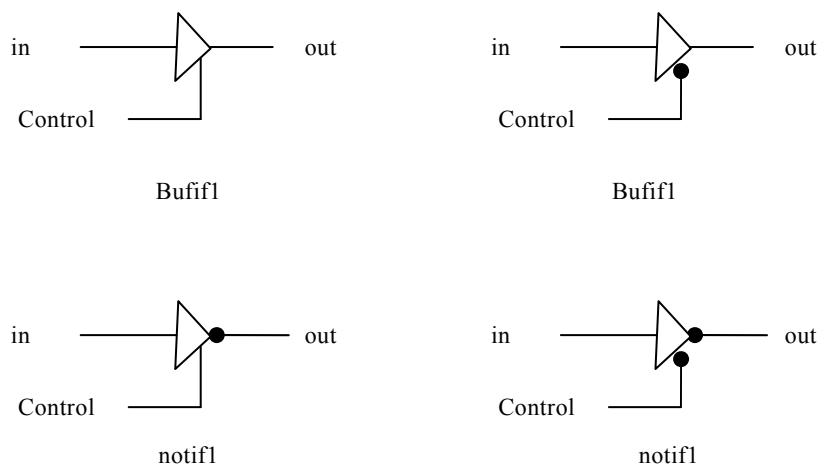 in out in out
Control Control
Bufif1 Bufif1
in out in out
Control Control
notif1 notif1